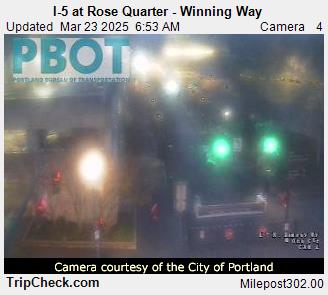 I-5 at Rose Quarter - Winning Way
Updated Mar 23 2025 6:53 AM Camera 4
PBOT
PORTLAND BUREAU OF TRANSPORTATION
Camera courtesy of the City of Portland
TripCheck.com Milepost302.00